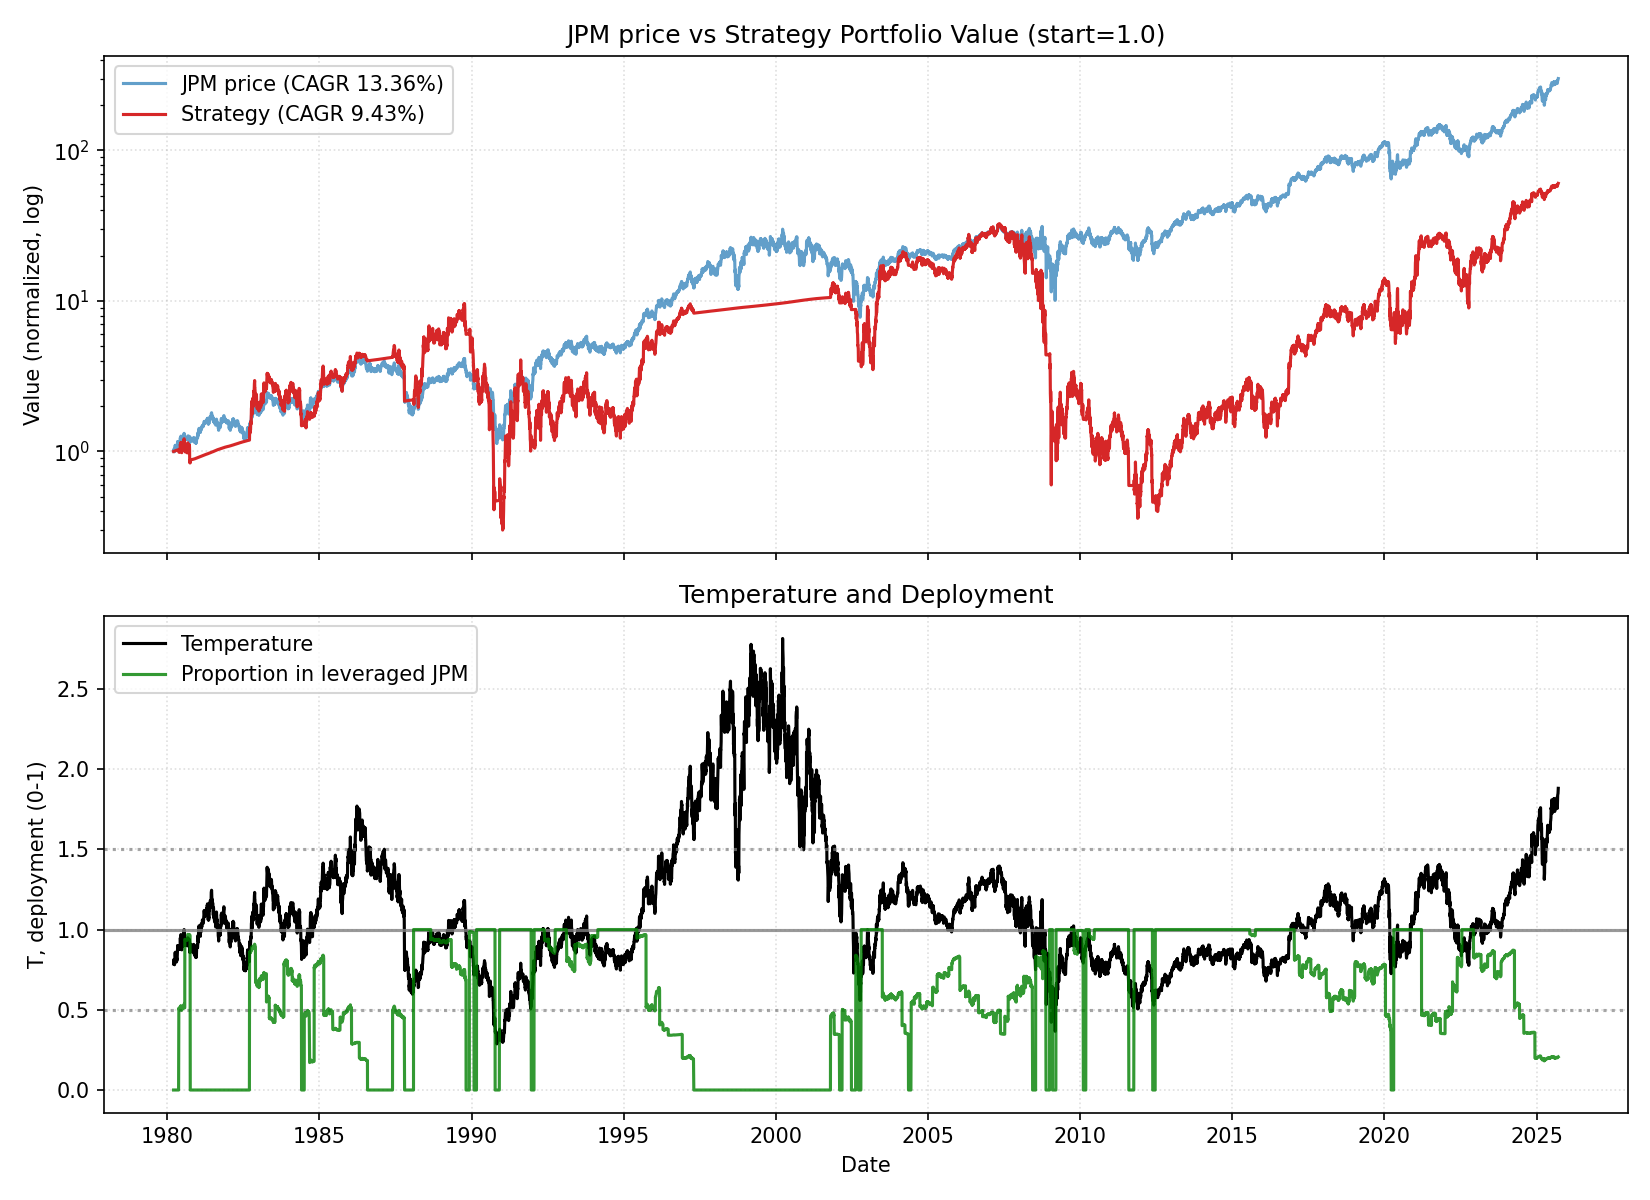 JPM price vs Strategy Portfolio Value (start=1.0)
JPM price (CAGR 13.36%)
Strategy (CAGR 9.43%)
Value (normalized, log)
10²
10¹
10⁰
Temperature and Deployment
Temperature
Proportion in leveraged JPM
T, deployment (0-1)
2.5
2.0
1.5
1.0
0.5
0.0
1980 1985 1990 1995 2000 2005 2010 2015 2020 2025
Date